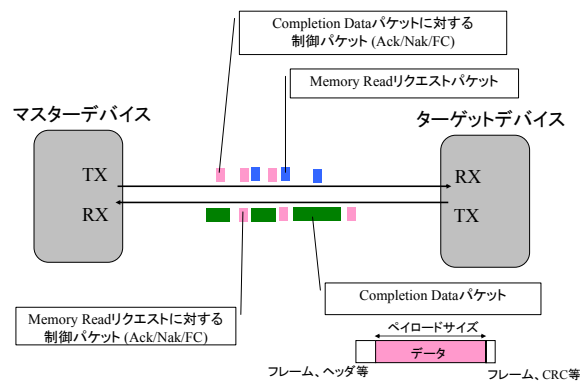 Completion Dataパケットに対する
制御パケット (Ack/Nak/FC)
Memory Readリクエストパケット
マスターデバイス
ターゲットデバイス
TX
RX
RX
TX
Memory Readリクエストに対する
制御パケット (Ack/Nak/FC)
Completion Dataパケット
ペイロードサイズ
データ
フレーム、ヘッダ等
フレーム、CRC等